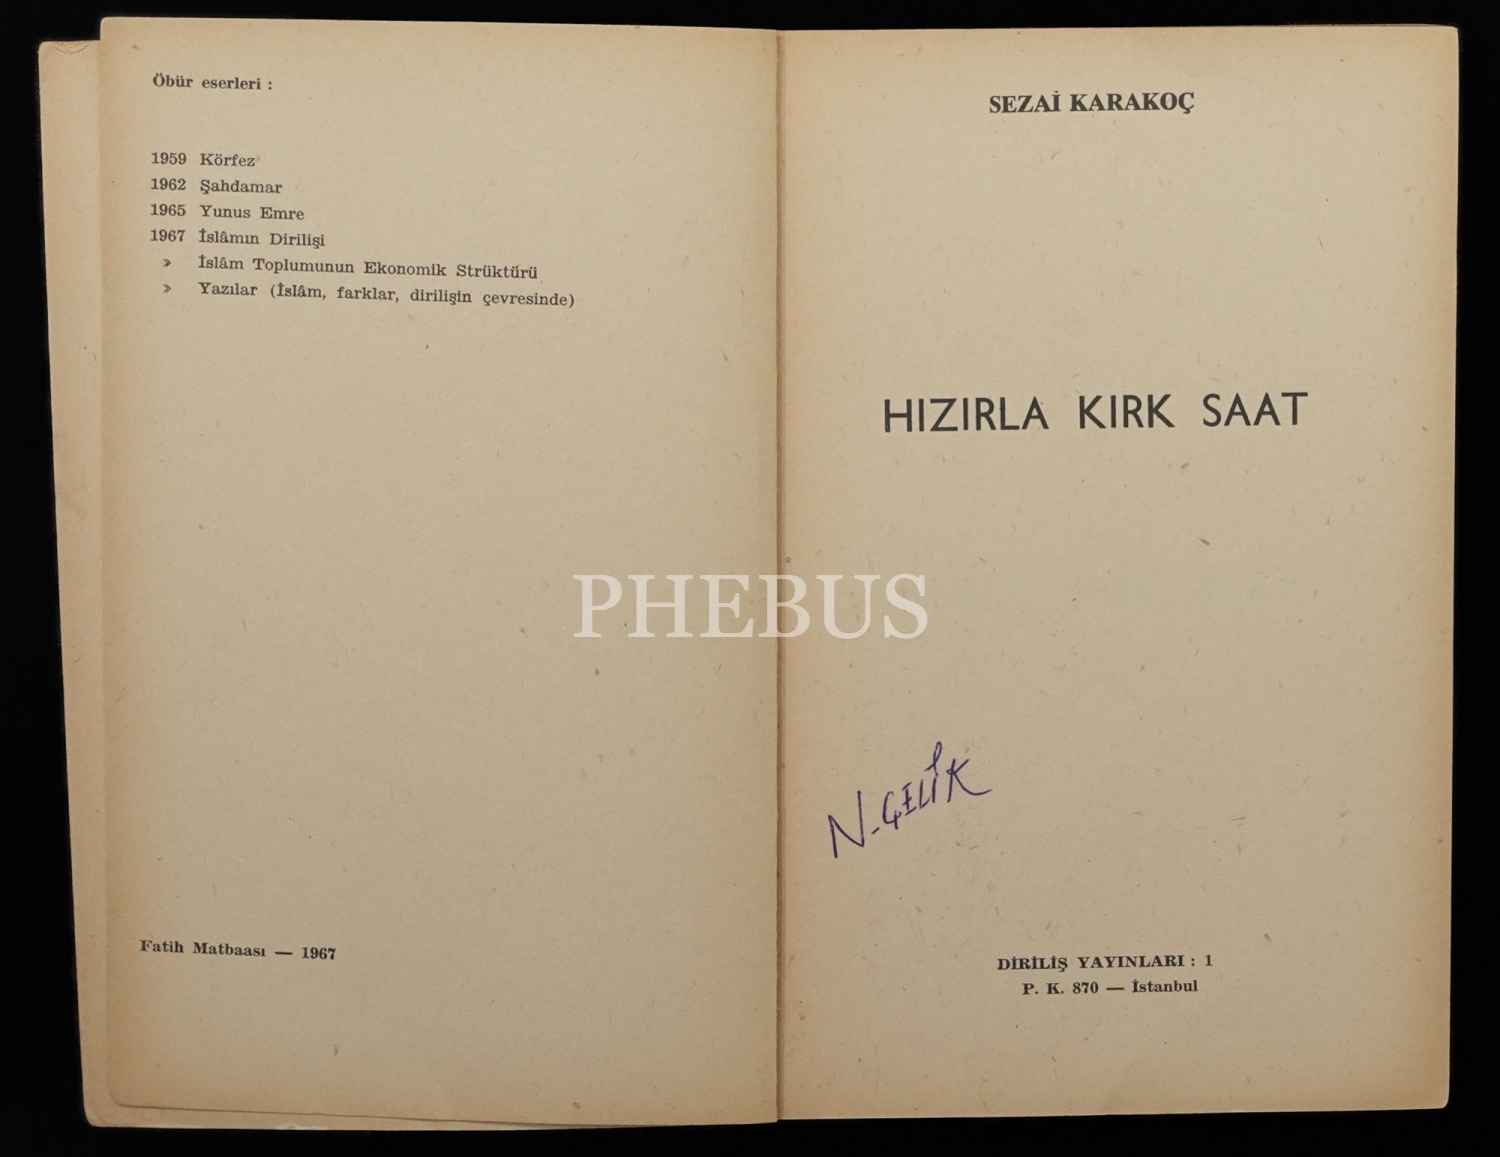 Öbür eserleri :
1959 Körfez
1962 Şahdamar
1965 Yunus Emre
1967 İslâmın Dirilişi
» İslâm Toplumunun Ekonomik Strüktürü
» Yazılar (İslâm, farklar, dirilişin çevresinde)
Fatih Matbaası — 1967
SEZAİ KARAKOÇ
HIZIRLA KIRK SAAT
PHEBUS
N-ÇELİK
DİRİLİŞ YAYINLARI : 1
P. K. 870 — İstanbul